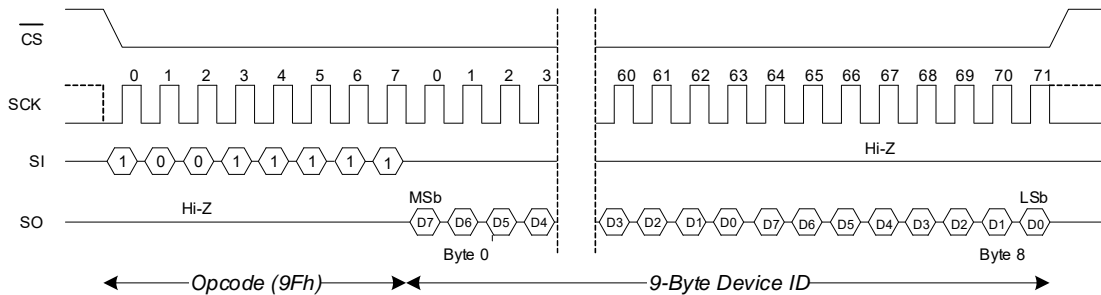 CS
0 1 2 3 4 5 6 7 0 1 2 3 60 61 62 63 64 65 66 67 68 69 70 71
SCK
Hi-Z
SI 1 0 0 1 1 1 1 1
MSb LSb
Hi-Z
SO D7 D6 D5 D4 D3 D2 D1 D0 D7 D6 D5 D4 D3 D2 D1 D0
Byte 0 Byte 8
Opcode (9Fh) 9-Byte Device ID